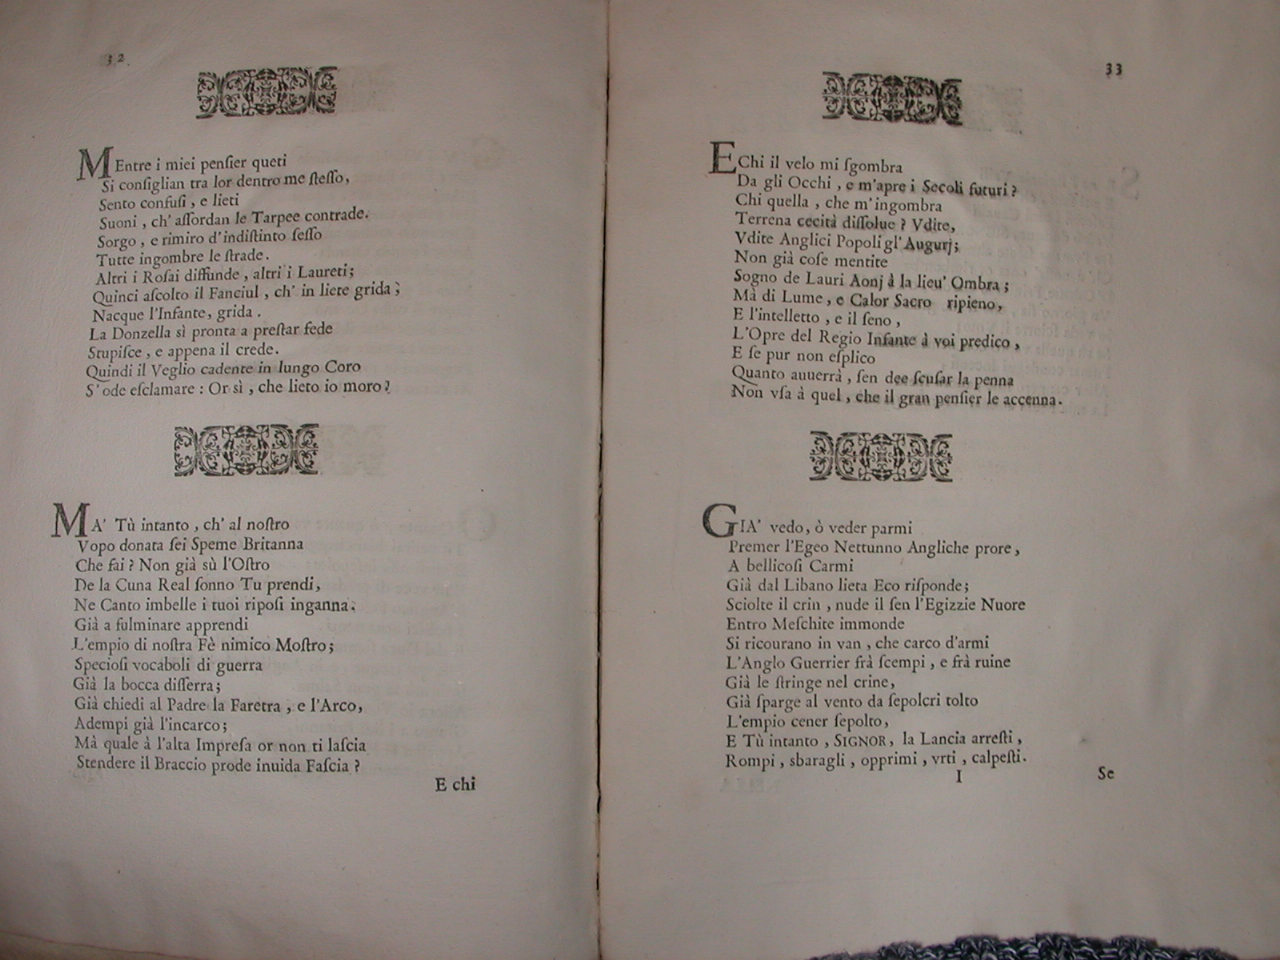 32
MEntre i miei penſier queti
Si conſiglian tra lor dentro me ſteſſo,
Sento confuſi, e lieti
Suoni, ch' aſſordan le Tarpee contrade.
Sorgo, e rimiro d'indiſtinto ſeſſo
Tutte ingombre le ſtrade.
Altri i Roſai diffunde, altri i Laureti;
Quinci aſcolto il Fanciul, ch' in liete grida;
Nacque l'Infante, grida.
La Donzella sì pronta a preſtar fede
Stupiſce, e appena il crede.
Quindi il Veglio cadente in lungo Coro
S'ode eſclamare: Or sì, che lieto io moro?
MA' Tù intanto, ch' al noſtro
Vopo donata ſei Speme Britanna
Che fai? Non già sù l'Oſtro
De la Cuna Real ſonno Tu prendi,
Ne Canto imbelle i tuoi ripoſi inganna.
Già a fulminare apprendi
L'empio di noſtra Fè nimico Moſtro;
Specioſi vocaboli di guerra
Già la bocca diſſerra;
Già chiedi al Padre la Faretra, e l'Arco,
Adempi già l'incarco;
Mà quale à l'alta Impreſa or non ti laſcia
Stendere il Braccio prode inuida Faſcia?
E chi
33
EChi il velo mi ſgombra
Da gli Occhi, e m'apre i Secoli futuri?
Chi quella, che m'ingombra
Terrena cecità diſſolue? Vdite,
Vdite Anglici Popoli gl'Augurj;
Non già coſe mentite
Sogno de Lauri Aonj à la lieu' Ombra;
Mà di Lume, e Calor Sacro ripieno,
E l'intelletto, e il ſeno,
L'Opre del Regio Infante à voi predico,
E ſe pur non eſplico
Quanto auuerrà, ſen dee ſcuſar la penna
Non vſa à quel, che il gran penſier le accenna.
GIA' vedo, ò veder parmi
Premer l'Egeo Nettunno Angliche prore,
A bellicoſi Carmi
Già dal Libano lieta Eco riſponde;
Sciolte il crin, nude il ſen l'Egizzie Nuore
Entro Meſchite immonde
Si ricourano in van, che carco d'armi
L'Anglo Guerrier frà ſcempi, e frà ruine
Già le ſtringe nel crine,
Già ſparge al vento da ſepolcri tolto
L'empio cener ſepolto,
E Tù intanto, SIGNOR, la Lancia arreſti,
Rompi, sbaragli, opprimi, vrti, calpeſti.
I Se